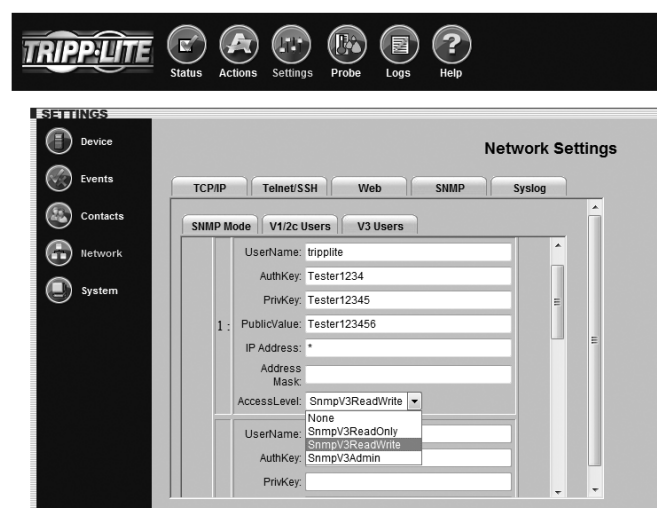 TRIPP·LITE
Status Actions Settings Probe Logs Help
SETTINGS
Device
Events
Contacts
Network
System
Network Settings
TCP/IP Telnet/SSH Web SNMP Syslog
SNMP Mode V1/2c Users V3 Users
1 :
UserName: tripplite
AuthKey: Tester1234
PrivKey: Tester12345
PublicValue: Tester123456
IP Address: *
Address
Mask:
AccessLevel: SnmpV3ReadWrite
None
SnmpV3ReadOnly
SnmpV3ReadWrite
SnmpV3Admin
UserName:
AuthKey:
PrivKey: